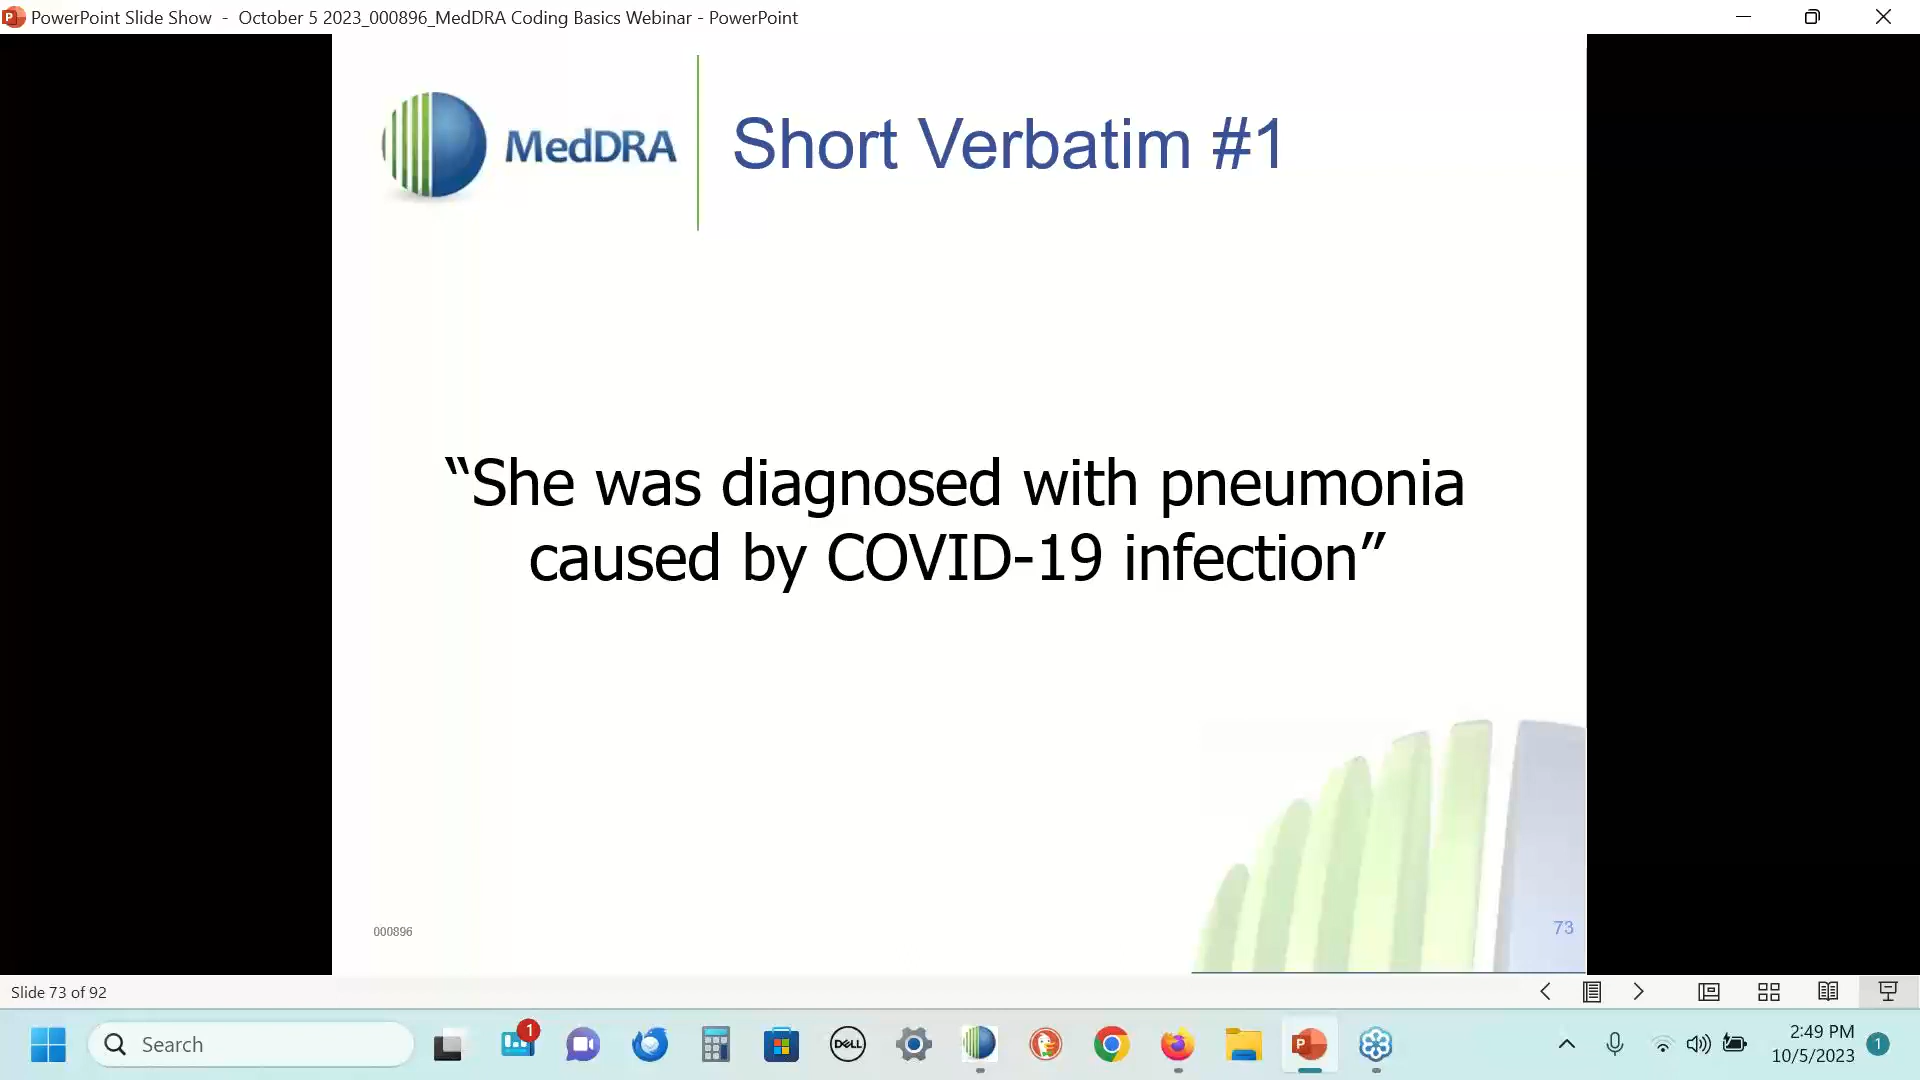 PowerPoint Slide Show - October 5 2023_000896_MedDRA Coding Basics Webinar - PowerPoint
MedDRA
Short Verbatim #1
“She was diagnosed with pneumonia
caused by COVID-19 infection”
000896
73
Slide 73 of 92
Search
1
DELL
2:49 PM
10/5/2023
1